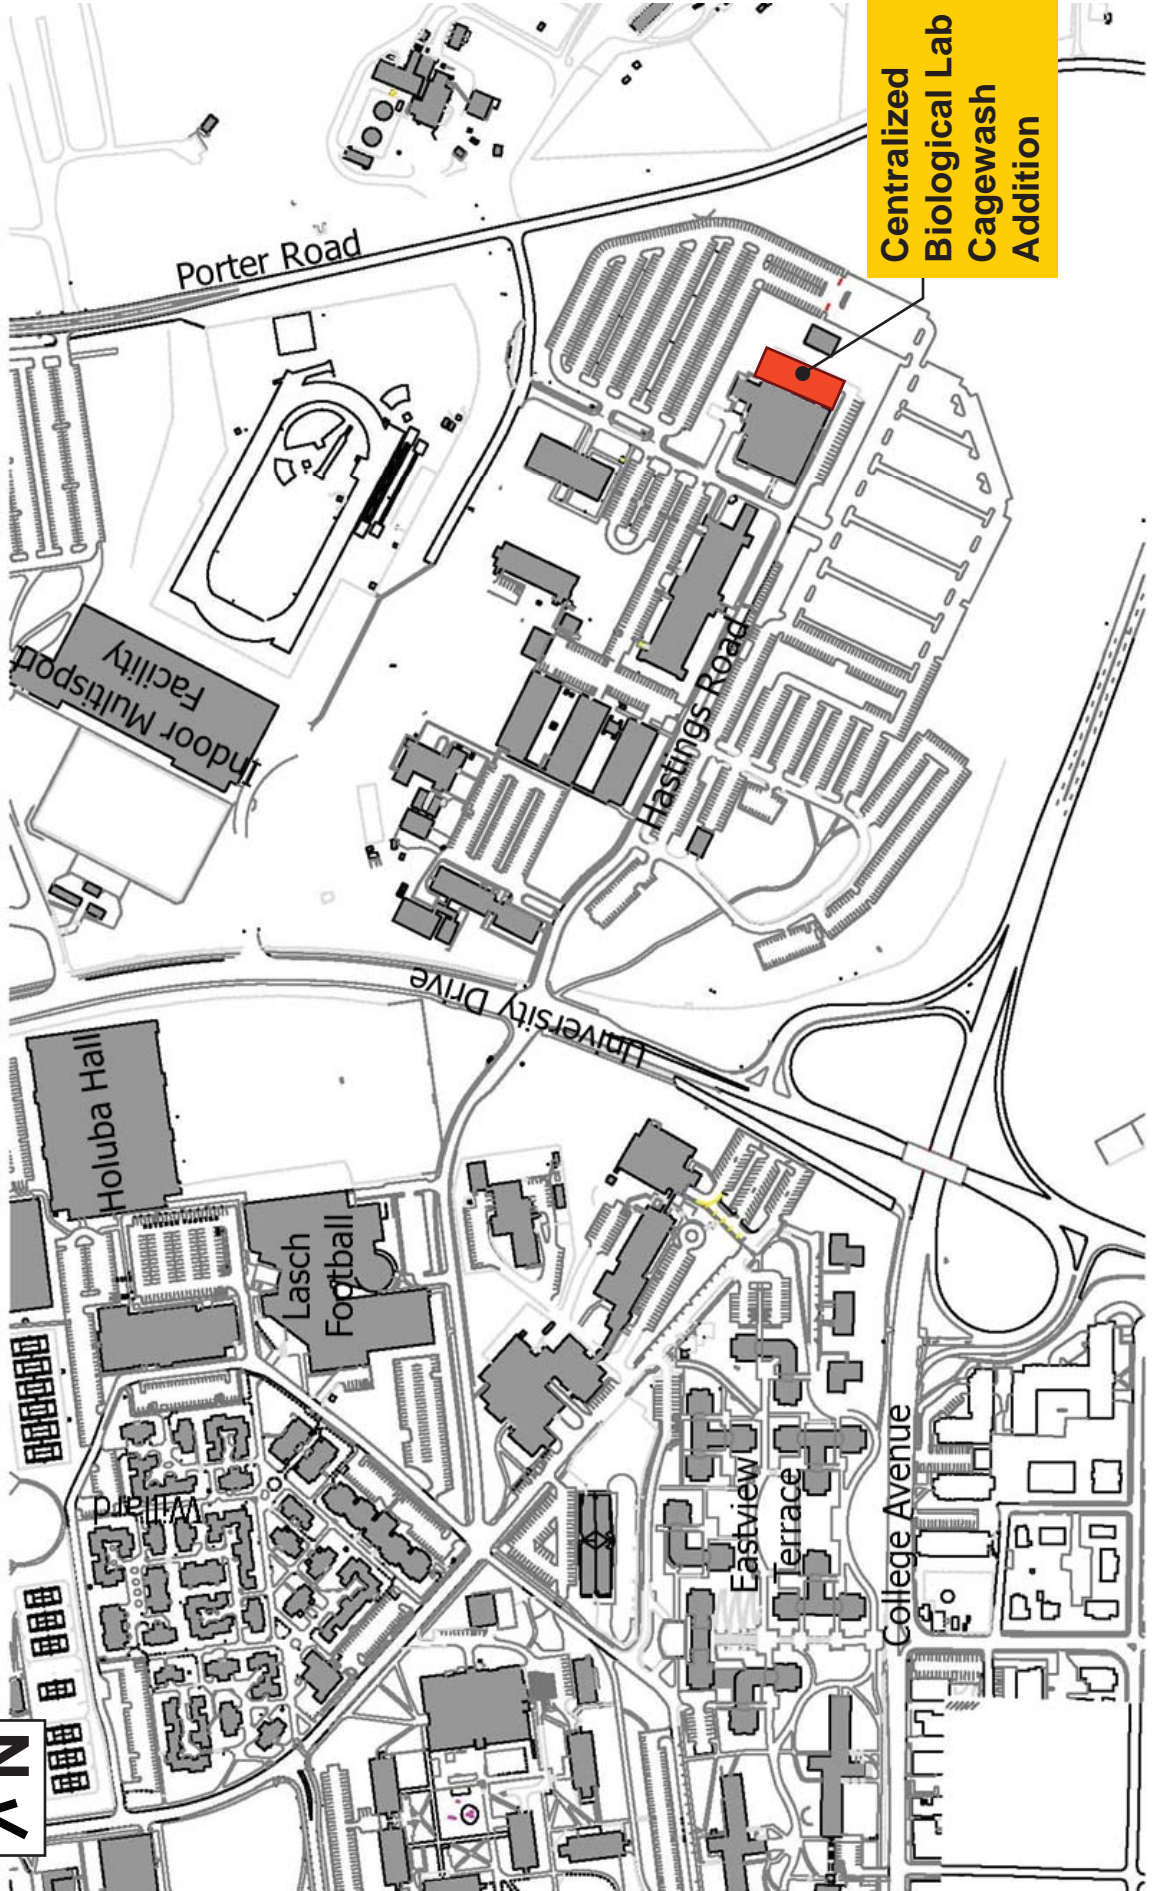 Centralized
Biological Lab
Cagewash
Addition
Porter Road
Indoor Multisport
Facility
Hastings Road
University Drive
Holuba Hall
Lasch
Football
Willard
Eastview
Terrace
College Avenue
N